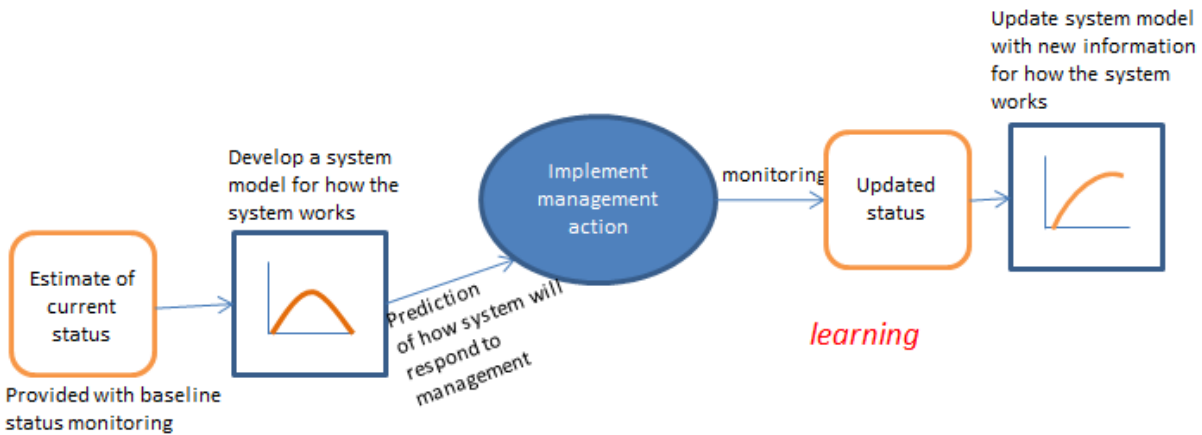 Estimate of
current
status
Provided with baseline
status monitoring
Develop a system
model for how the
system works
Prediction
of how system will
respond to
management
Implement
management
action
monitoring
Updated
status
learning
Update system model
with new information
for how the system
works